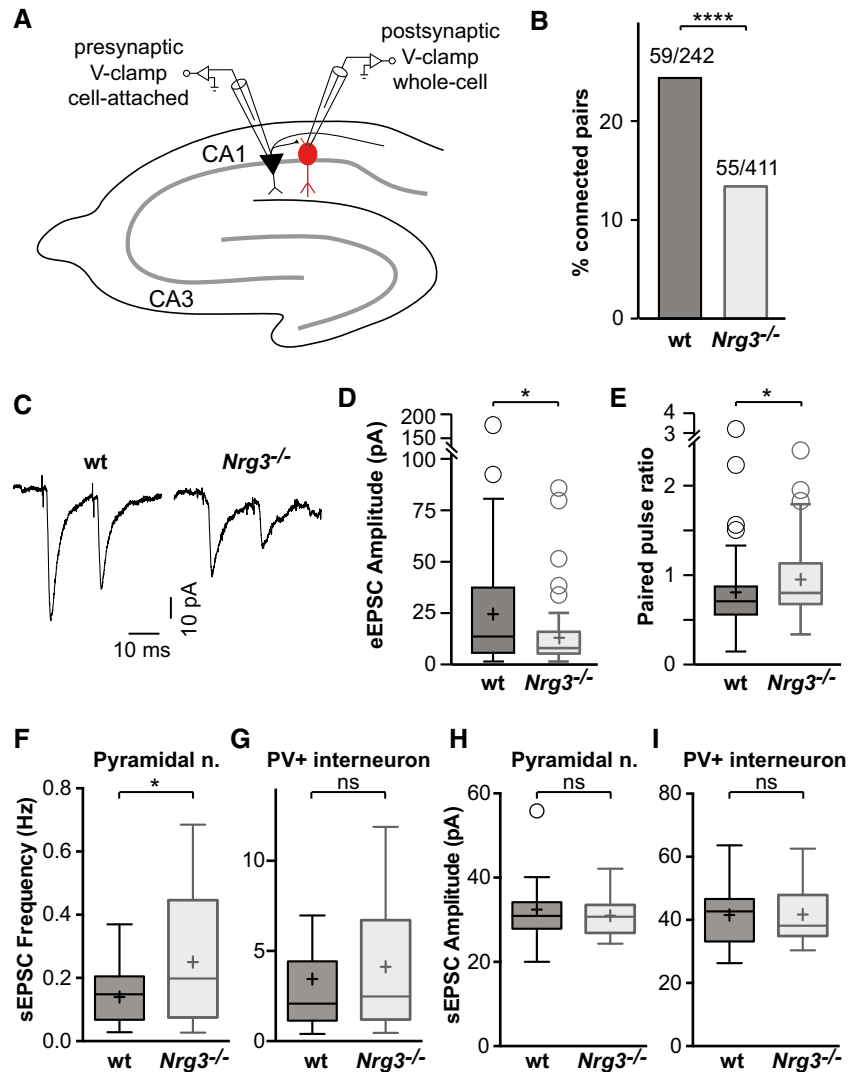 A
presynaptic
V-clamp
cell-attached
postsynaptic
V-clamp
whole-cell
CA1
CA3
B
****
59/242
55/411
% connected pairs
20
10
0
wt
Nrg3-/-
C
wt
Nrg3-/-
10 pA
10 ms
D
*
eEPSC Amplitude (pA)
200
150
100
75
50
25
0
wt
Nrg3-/-
E
*
Paired pulse ratio
4
3
2
1
0
wt
Nrg3-/-
F
Pyramidal n.
*
sEPSC Frequency (Hz)
0.8
0.6
0.4
0.2
0.0
wt
Nrg3-/-
G
PV+ interneuron
ns
10
5
0
wt
Nrg3-/-
H
Pyramidal n.
ns
sEPSC Amplitude (pA)
60
40
20
0
wt
Nrg3-/-
I
PV+ interneuron
ns
80
60
40
20
0
wt
Nrg3-/-